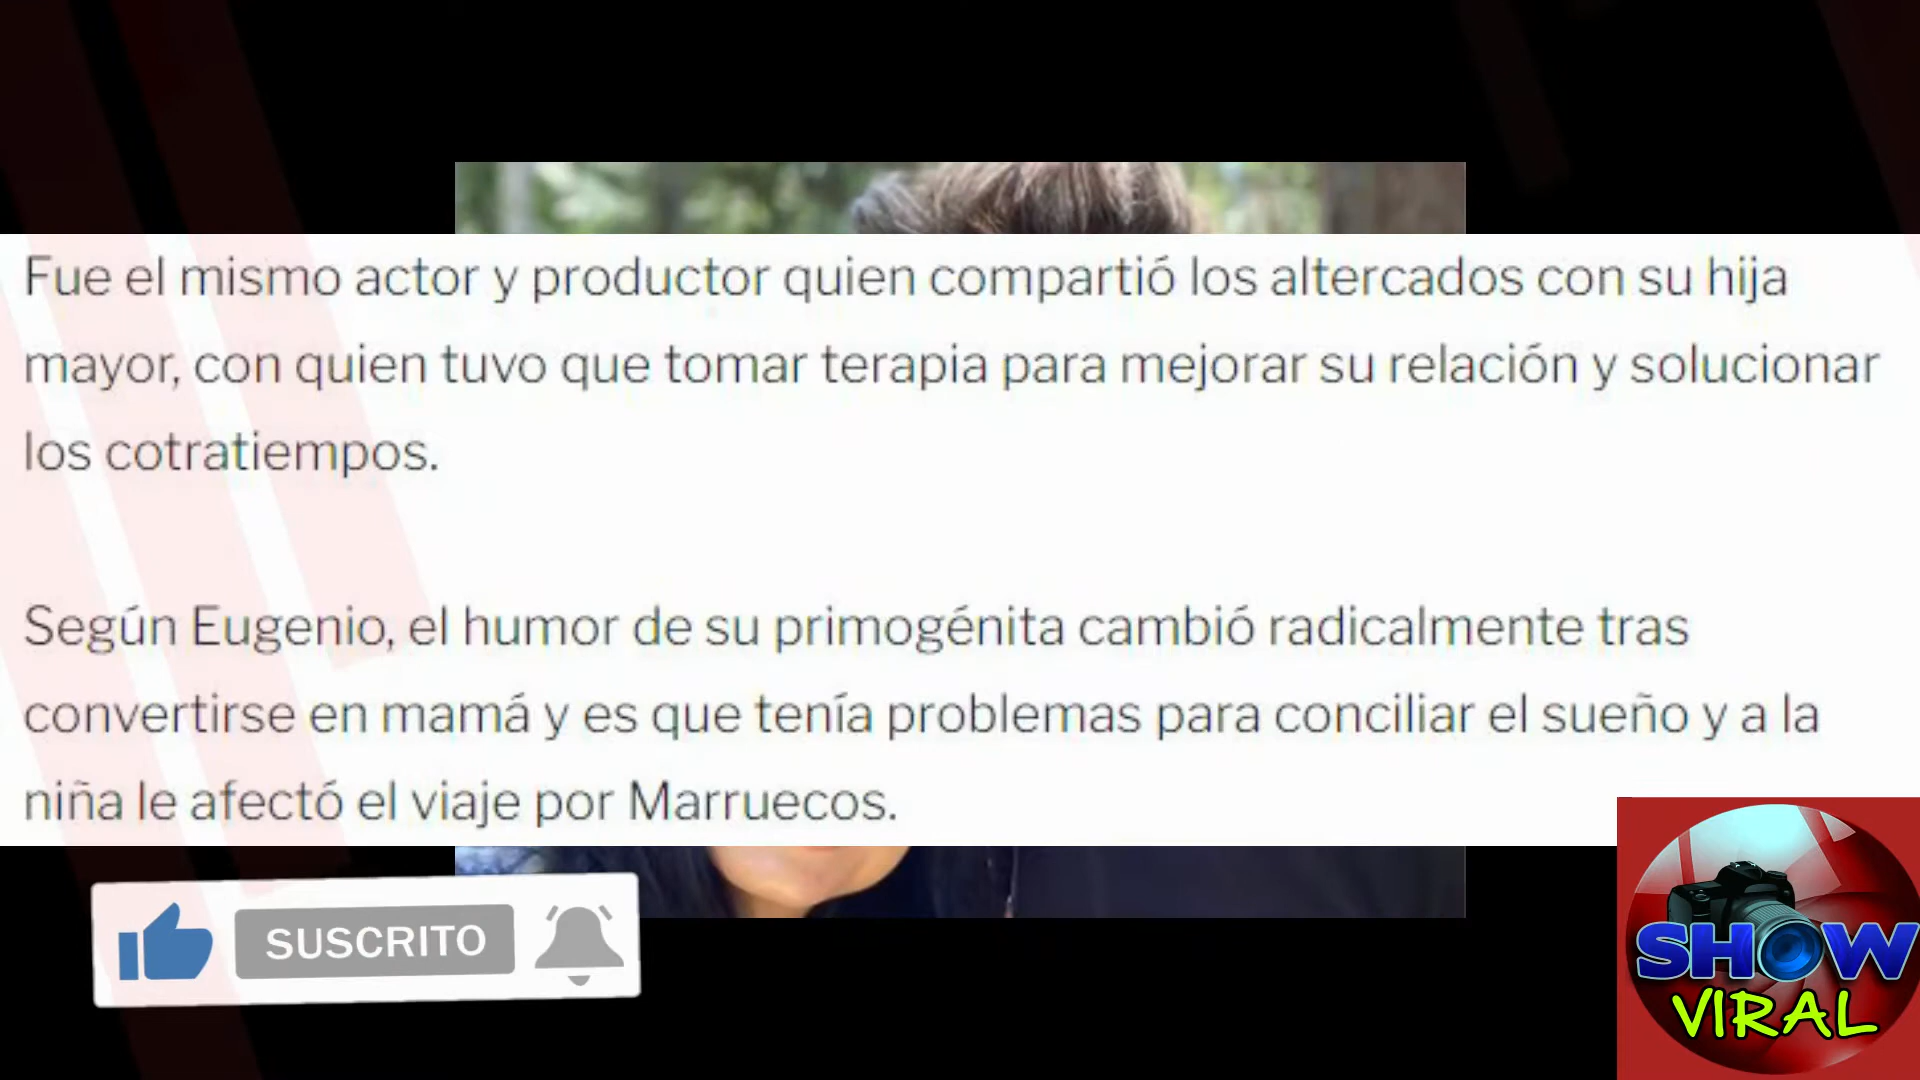 Fue el mismo actor y productor quien compartió los altercados con su hija
mayor, con quien tuvo que tomar terapia para mejorar su relación y solucionar
los cotratiempos.
Según Eugenio, el humor de su primogénita cambió radicalmente tras
convertirse en mamá y es que tenía problemas para conciliar el sueño y a la
niña le afectó el viaje por Marruecos.
SUSCRITO
SHOW
VIRAL